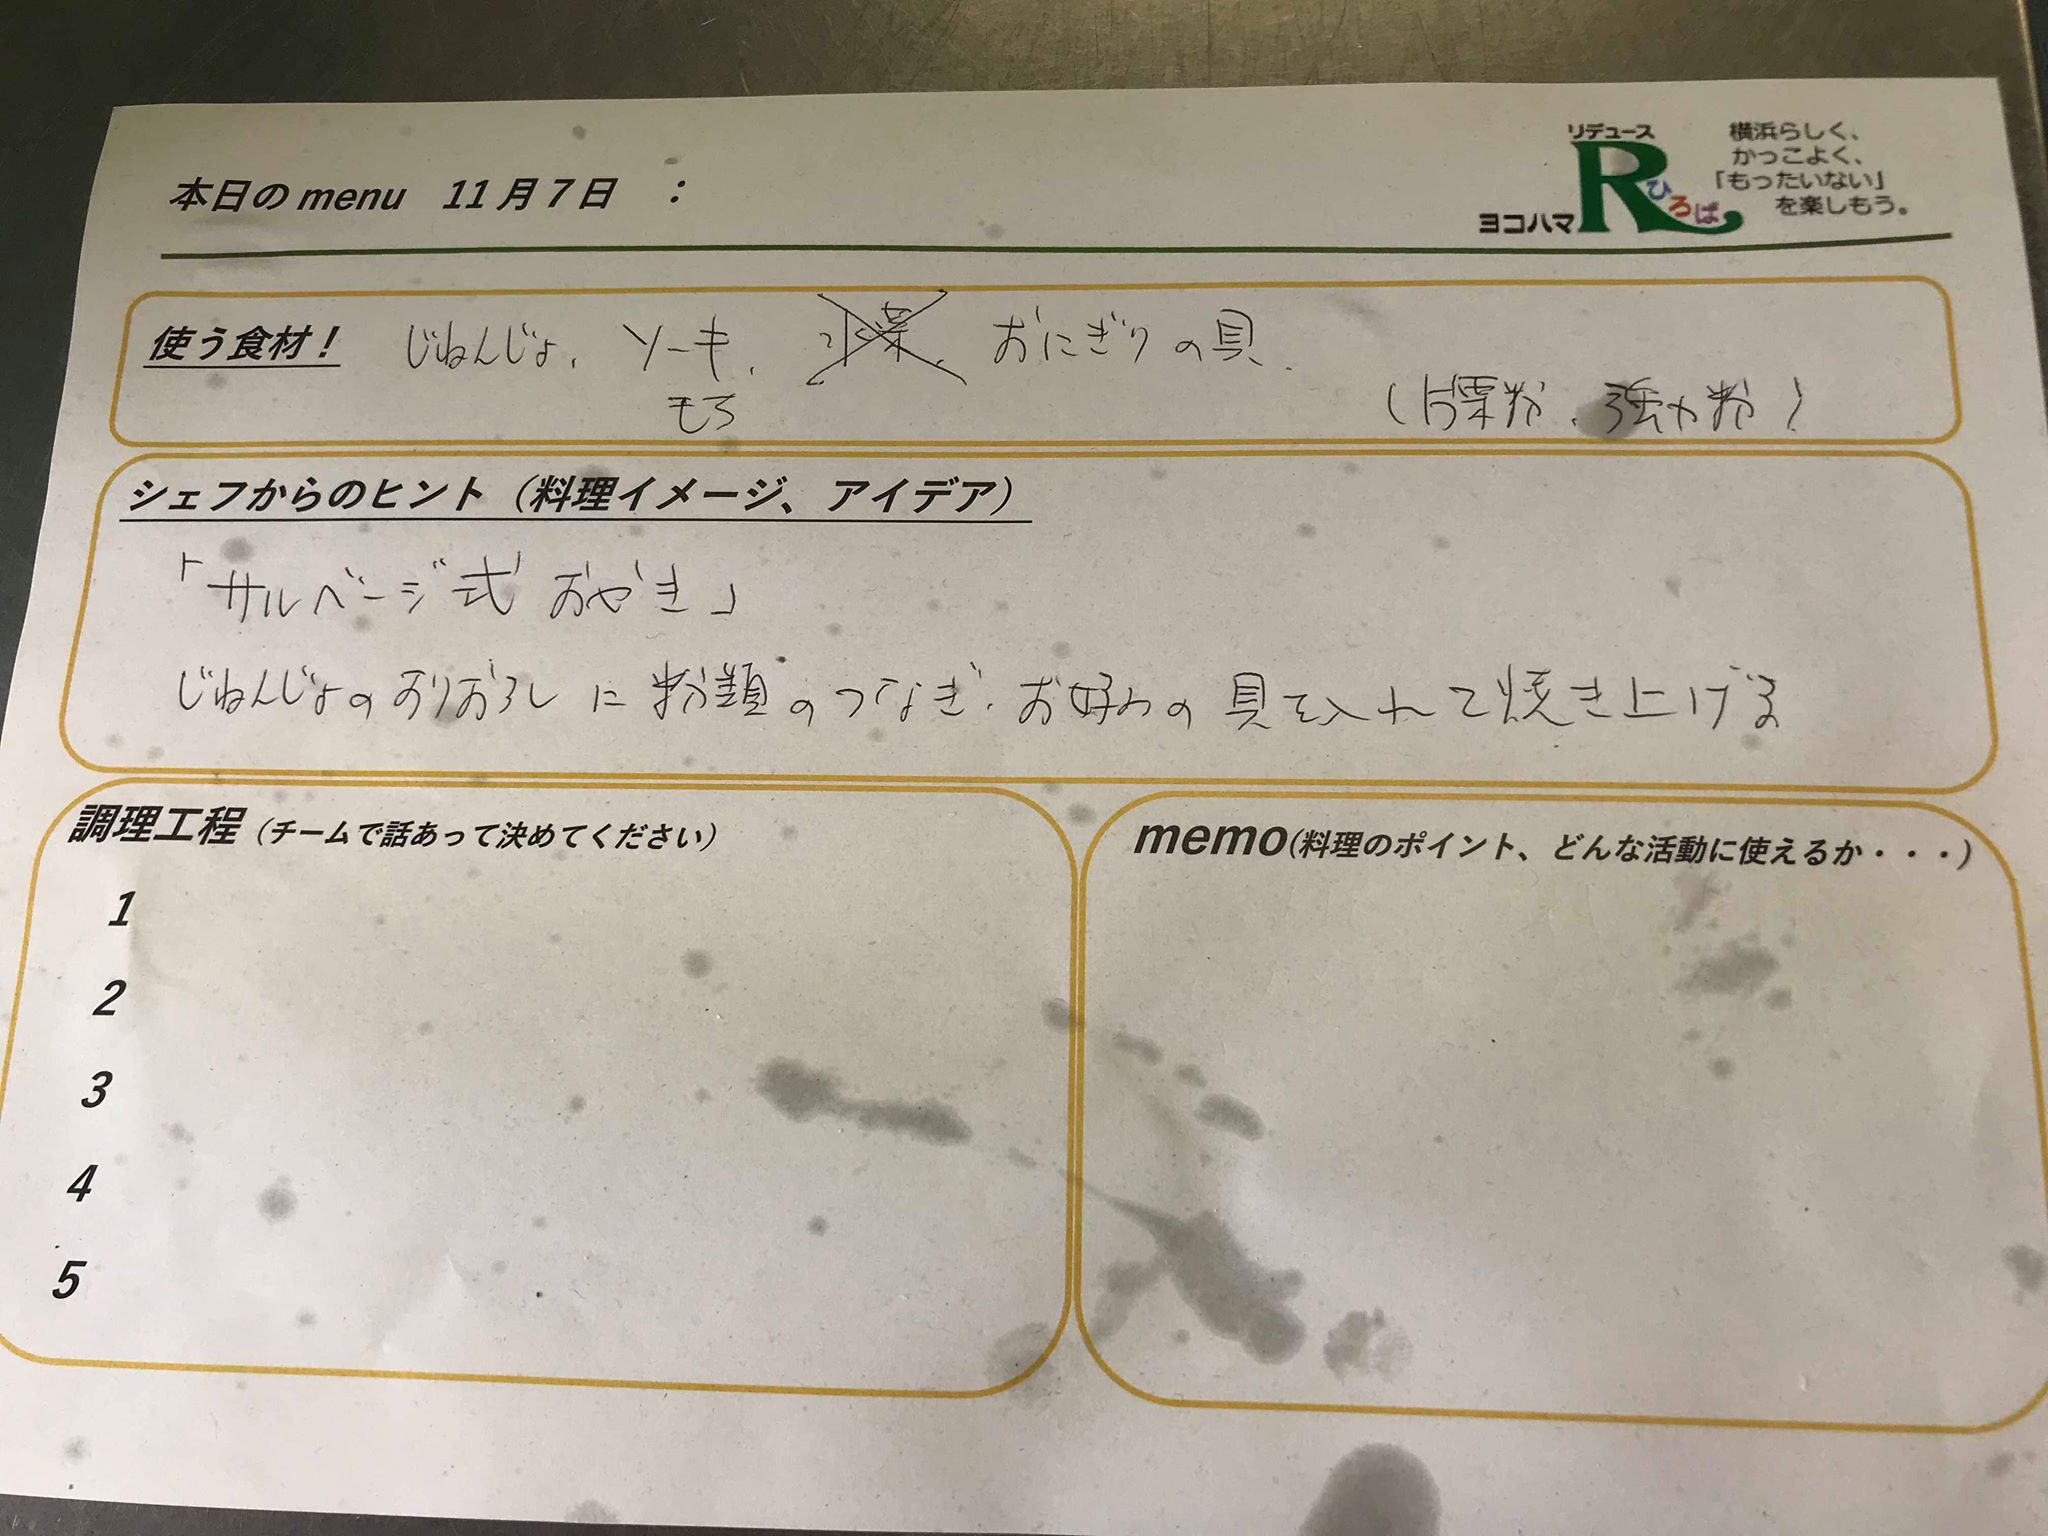 本日のmenu 11月7日 :
リデュース
ヨコハマ Rひろば
横浜らしく、
かっこよく、
「もったいない」
を楽しもう。
使う食材! じねんじょ、ソーキ、水菜、おにぎりの具、
もろ
(片栗粉、強力粉)
シェフからのヒント(料理イメージ、アイデア)
「サルベージ式おやき」
じねんじょのおりおろしに粉類のつなぎ、お好みの具を入れて焼き上げる
調理工程(チームで話あって決めてください)
1
2
3
4
5
memo(料理のポイント、どんな活動に使えるか・・・)